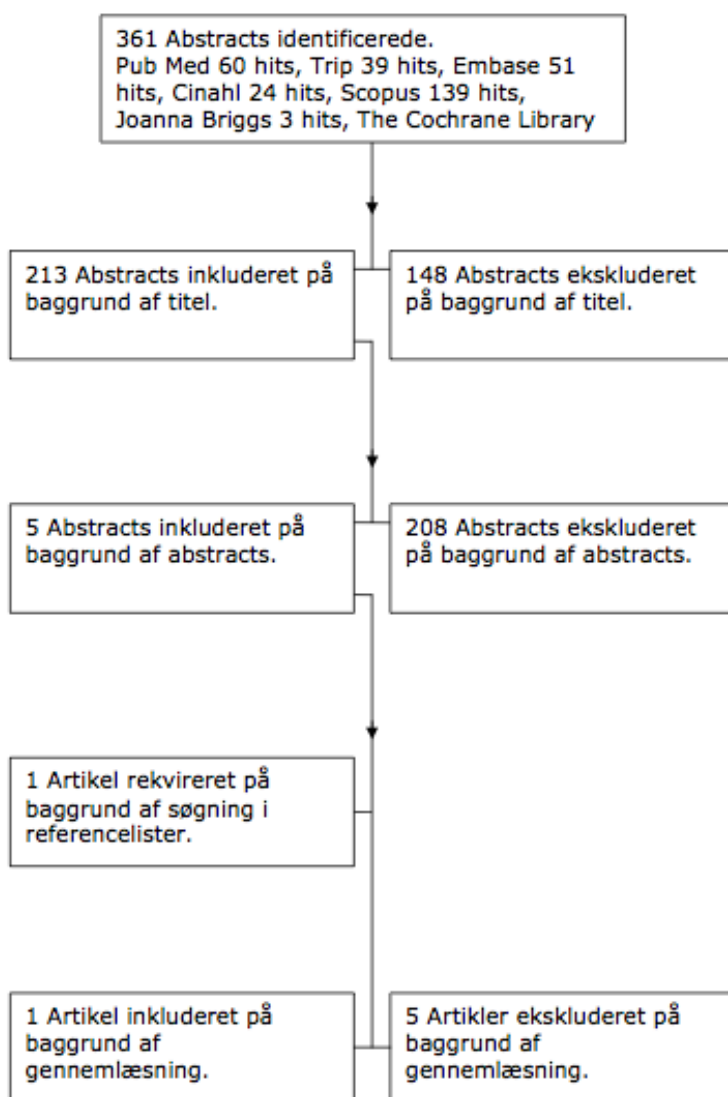 361 Abstracts identificerede.
Pub Med 60 hits, Trip 39 hits, Embase 51
hits, Cinahl 24 hits, Scopus 139 hits,
Joanna Briggs 3 hits, The Cochrane Library
213 Abstracts inkluderet på
baggrund af titel.
148 Abstracts ekskluderet
på baggrund af titel.
5 Abstracts inkluderet på
baggrund af abstracts.
208 Abstracts ekskluderet
på baggrund af abstracts.
1 Artikel rekvireret på
baggrund af søgning i
referencelister.
1 Artikel inkluderet på
baggrund af
gennemlæsning.
5 Artikler ekskluderet på
baggrund af
gennemlæsning.